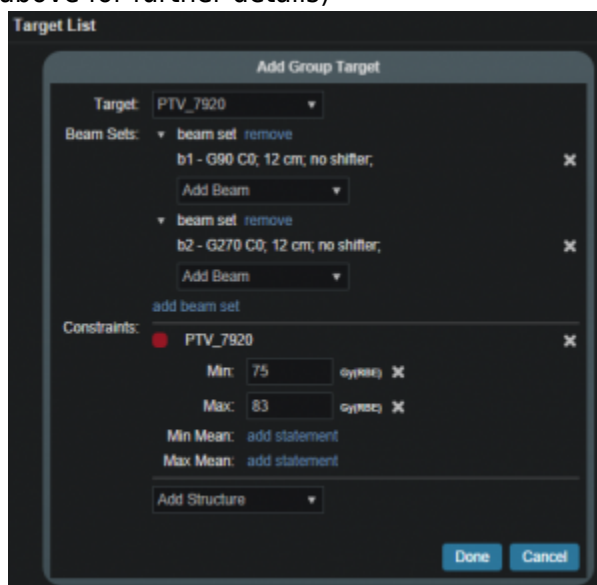 above for further details)
Target List
Add Group Target
Target: PTV_7920
Beam Sets: beam set remove
b1 - G90 C0; 12 cm; no shifter;
Add Beam
beam set remove
b2 - G270 C0; 12 cm; no shifter;
Add Beam
add beam set
Constraints: PTV_7920
Min: 75 Gy(RBE)
Max: 83 Gy(RBE)
Min Mean: add statement
Max Mean: add statement
Add Structure
Done Cancel